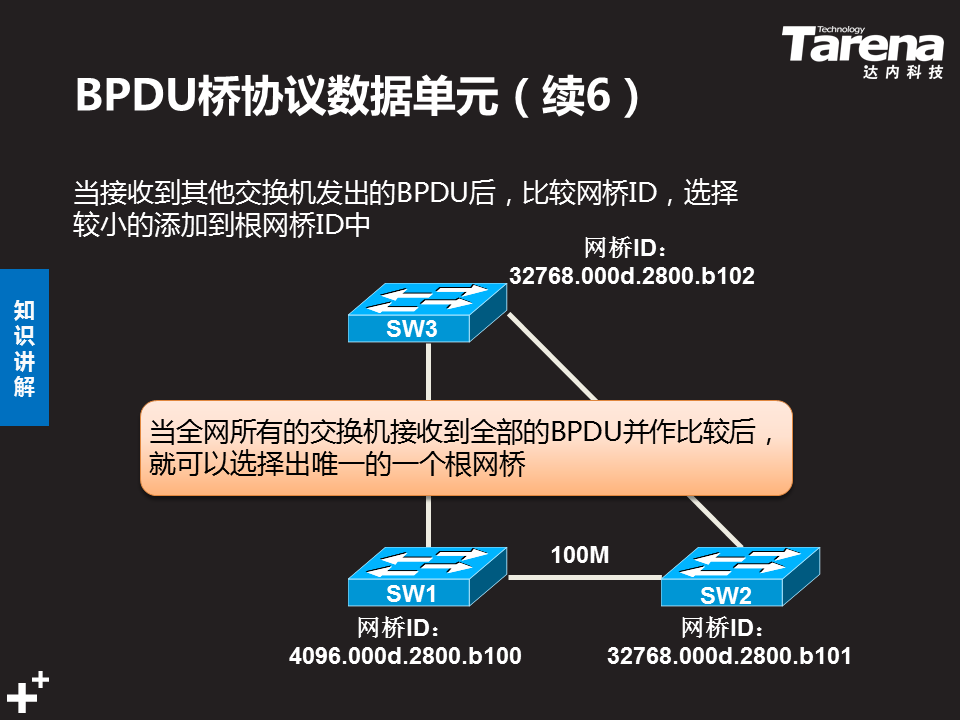 Technology
Tarena
达内科技
BPDU桥协议数据单元（续6）
当接收到其他交换机发出的BPDU后，比较网桥ID，选择
较小的添加到根网桥ID中
知
识
讲
解
网桥ID：
32768.000d.2800.b102
SW3
当全网所有的交换机接收到全部的BPDU并作比较后，
就可以选择出唯一的一个根网桥
100M
SW1
SW2
网桥ID：
4096.000d.2800.b100
网桥ID：
32768.000d.2800.b101